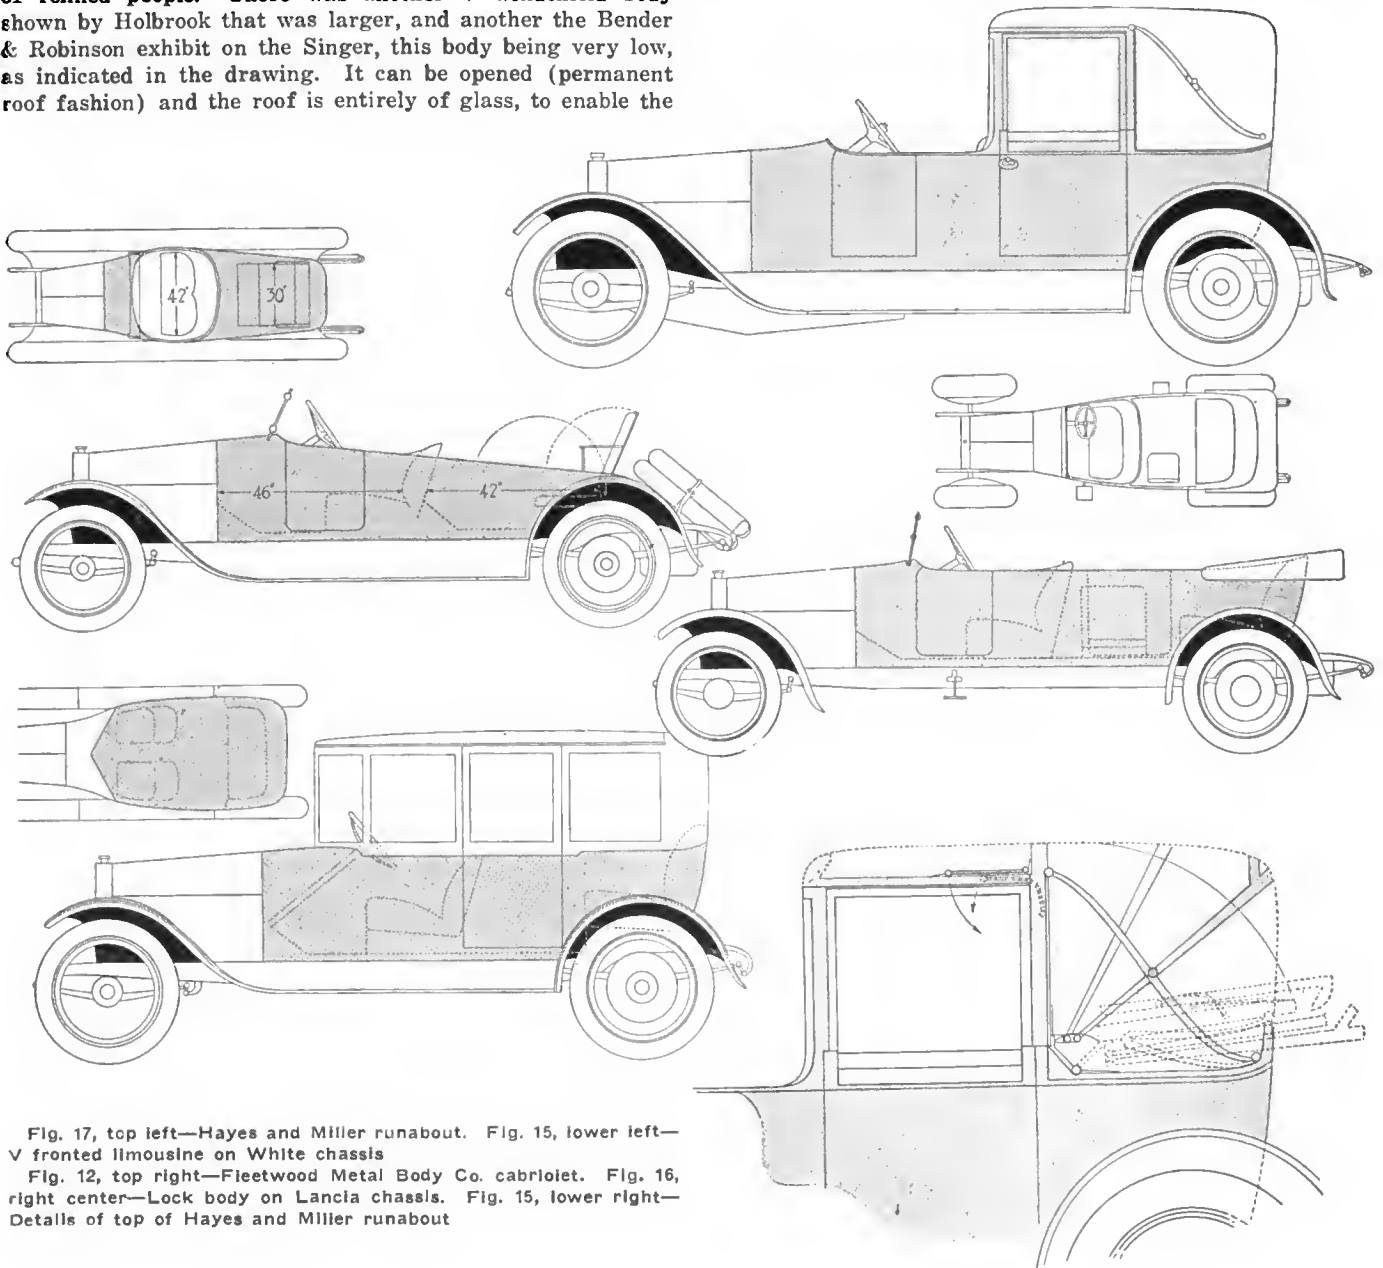 shown by Holbrook that was larger, and another the Bender
& Robinson exhibit on the Singer, this body being very low,
as indicated in the drawing. It can be opened (permanent
roof fashion) and the roof is entirely of glass, to enable the
42"
30"
46"
42"
Fig. 17, top left—Hayes and Miller runabout. Fig. 15, lower left—
V fronted limousine on White chassis
Fig. 12, top right—Fleetwood Metal Body Co. cabriolet. Fig. 16,
right center—Lock body on Lancia chassis. Fig. 15, lower right—
Details of top of Hayes and Miller runabout